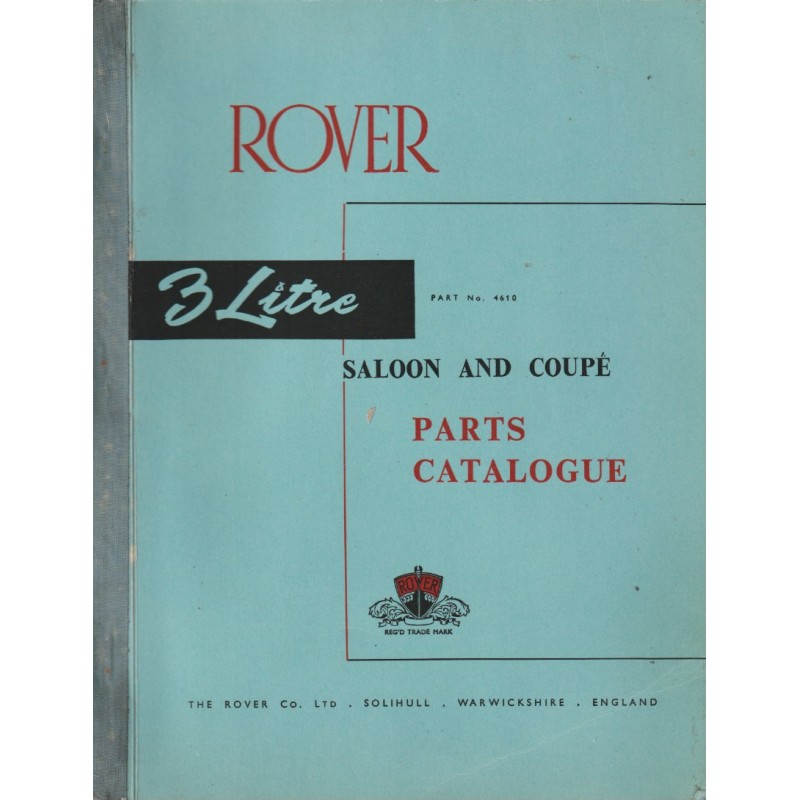 ROVER
3 Litre
PART No. 4610
SALOON AND COUPÉ
PARTS
CATALOGUE
ROVER
REG'D TRADE MARK
THE ROVER Co. LTD . SOLIHULL . WARWICKSHIRE . ENGLAND